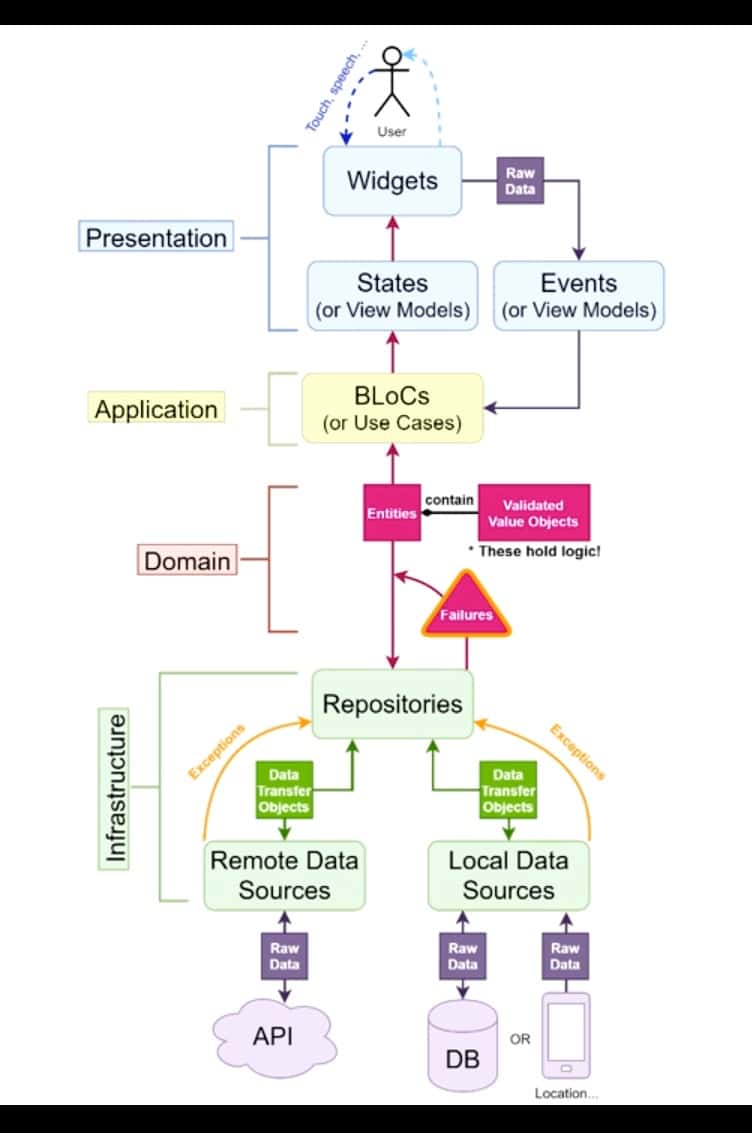 Touch, speech, ...
User
Widgets
Raw
Data
Presentation
States
(or View Models)
Events
(or View Models)
Application
BLoCs
(or Use Cases)
Entities
contain
Validated
Value Objects
* These hold logic!
Domain
Failures
Repositories
Infrastructure
Exceptions
Exceptions
Data
Transfer
Objects
Data
Transfer
Objects
Remote Data
Sources
Local Data
Sources
Raw
Data
Raw
Data
Raw
Data
API
DB
OR
Location...